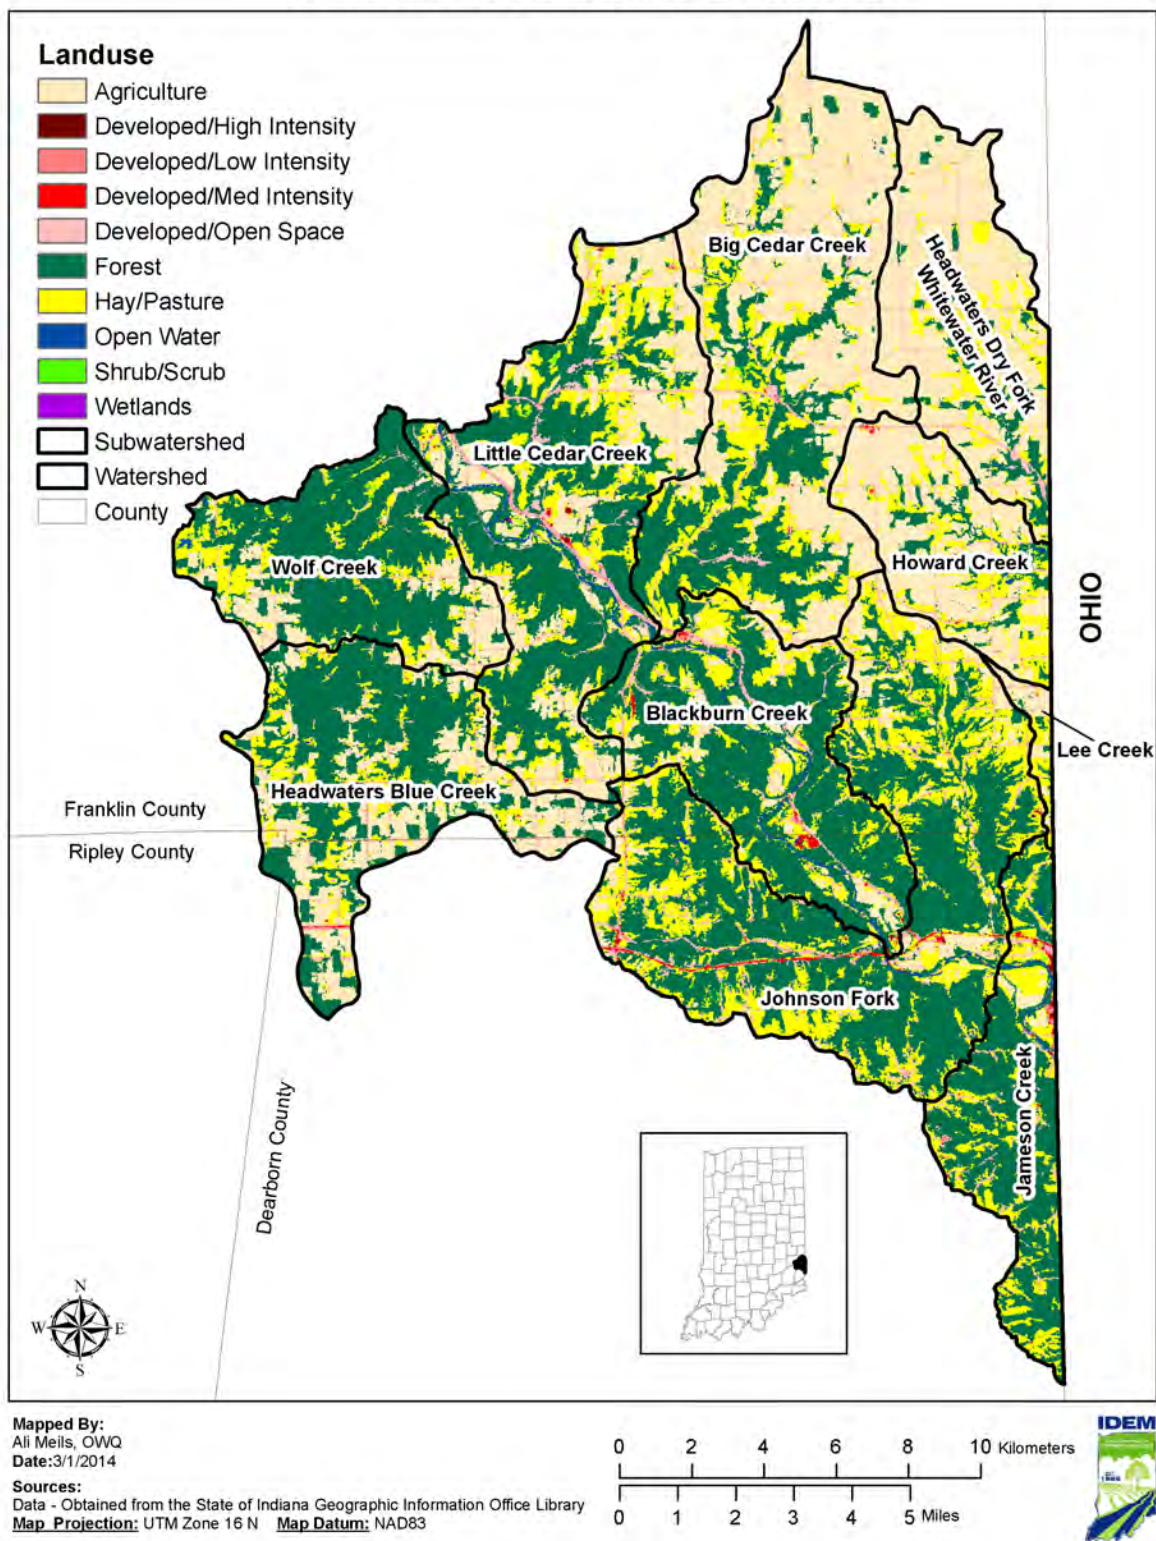 Landuse
Agriculture
Developed/High Intensity
Developed/Low Intensity
Developed/Med Intensity
Developed/Open Space
Forest
Hay/Pasture
Open Water
Shrub/Scrub
Wetlands
Subwatershed
Watershed
County
Big Cedar Creek
Headwaters Dry Fork
Whitewater River
Little Cedar Creek
Wolf Creek
Howard Creek
OHIO
Blackburn Creek
Lee Creek
Headwaters Blue Creek
Franklin County
Ripley County
Johnson Fork
Jameson Creek
Dearborn County
N
W E
S
Mapped By:
Ali Meils, OWQ
Date:3/1/2014
Sources:
Data - Obtained from the State of Indiana Geographic Information Office Library
Map Projection: UTM Zone 16 N Map Datum: NAD83
0 2 4 6 8 10 Kilometers
0 1 2 3 4 5 Miles
IDEM